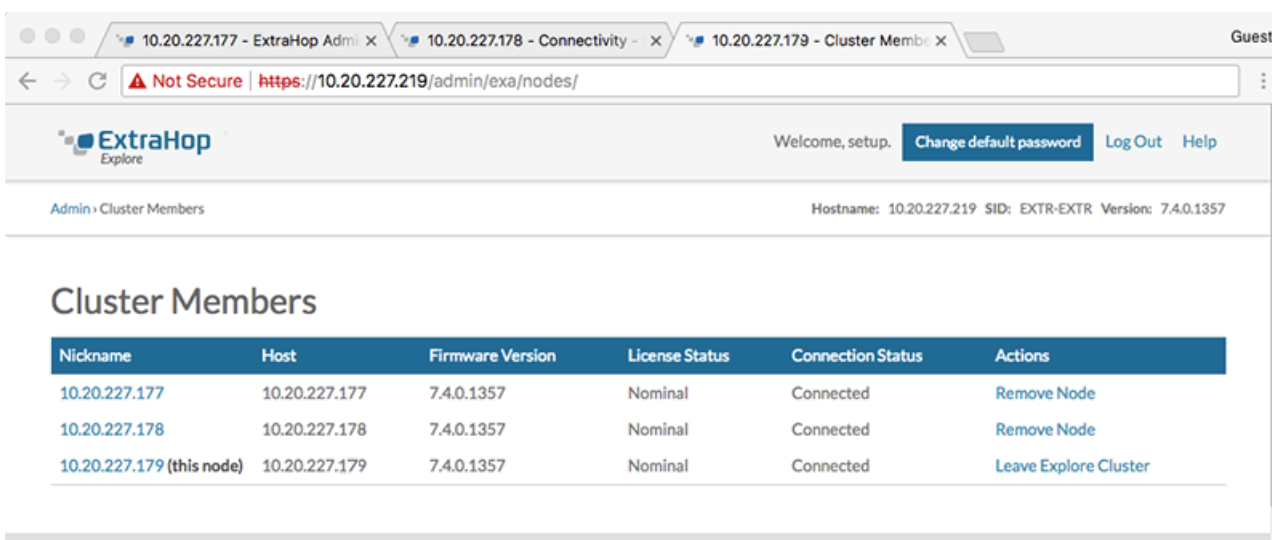 10.20.227.177 - ExtraHop Admi 10.20.227.178 - Connectivity - 10.20.227.179 - Cluster Membe Guest
Not Secure https://10.20.227.219/admin/exa/nodes/
ExtraHop Welcome, setup. Change default password Log Out Help
Explore
Admin › Cluster Members Hostname: 10.20.227.219 SID: EXTR-EXTR Version: 7.4.0.1357
Cluster Members
Nickname Host Firmware Version License Status Connection Status Actions
10.20.227.177 10.20.227.177 7.4.0.1357 Nominal Connected Remove Node
10.20.227.178 10.20.227.178 7.4.0.1357 Nominal Connected Remove Node
10.20.227.179 (this node) 10.20.227.179 7.4.0.1357 Nominal Connected Leave Explore Cluster